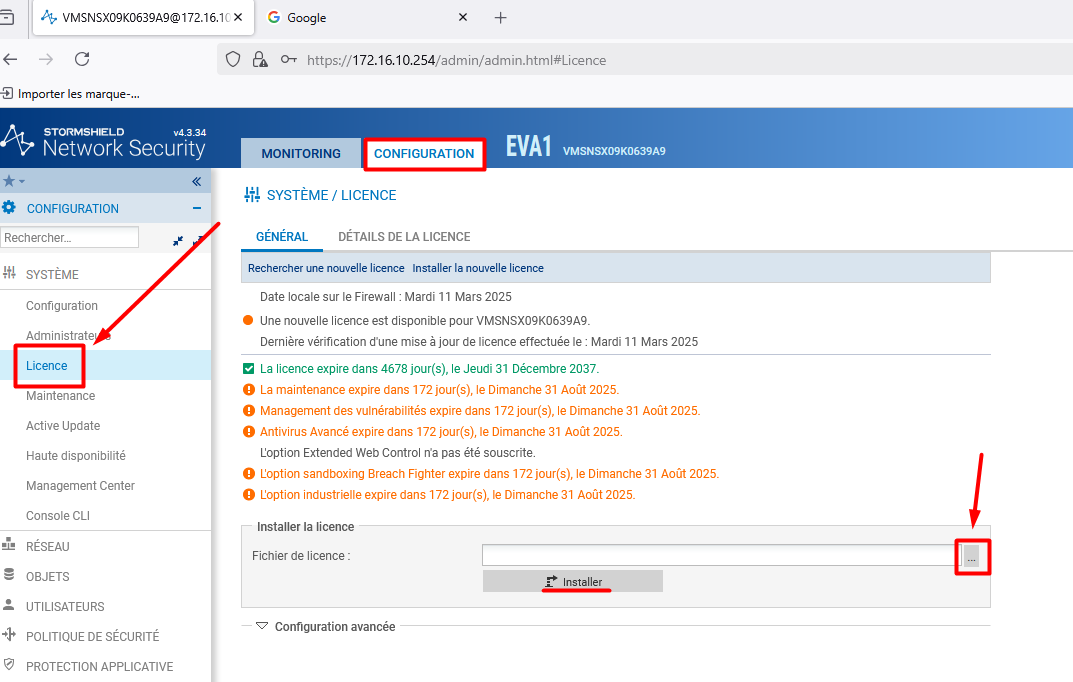 VMSNSX09K0639A9@172.16.10
Google
https://172.16.10.254/admin/admin.html#Licence
Importer les marque-...
STORMSHIELD v4.3.34
Network Security
MONITORING CONFIGURATION EVA1 VMSNSX09K0639A9
CONFIGURATION
Rechercher...
SYSTÈME
Configuration
Administrateurs
Licence
Maintenance
Active Update
Haute disponibilité
Management Center
Console CLI
RÉSEAU
OBJETS
UTILISATEURS
POLITIQUE DE SÉCURITÉ
PROTECTION APPLICATIVE
SYSTÈME / LICENCE
GÉNÉRAL DÉTAILS DE LA LICENCE
Rechercher une nouvelle licence Installer la nouvelle licence
Date locale sur le Firewall : Mardi 11 Mars 2025
Une nouvelle licence est disponible pour VMSNSX09K0639A9.
Dernière vérification d'une mise à jour de licence effectuée le : Mardi 11 Mars 2025
La licence expire dans 4678 jour(s), le Jeudi 31 Décembre 2037.
La maintenance expire dans 172 jour(s), le Dimanche 31 Août 2025.
Management des vulnérabilités expire dans 172 jour(s), le Dimanche 31 Août 2025.
Antivirus Avancé expire dans 172 jour(s), le Dimanche 31 Août 2025.
L'option Extended Web Control n'a pas été souscrite.
L'option sandboxing Breach Fighter expire dans 172 jour(s), le Dimanche 31 Août 2025.
L'option industrielle expire dans 172 jour(s), le Dimanche 31 Août 2025.
Installer la licence
Fichier de licence : ...
Installer
Configuration avancée